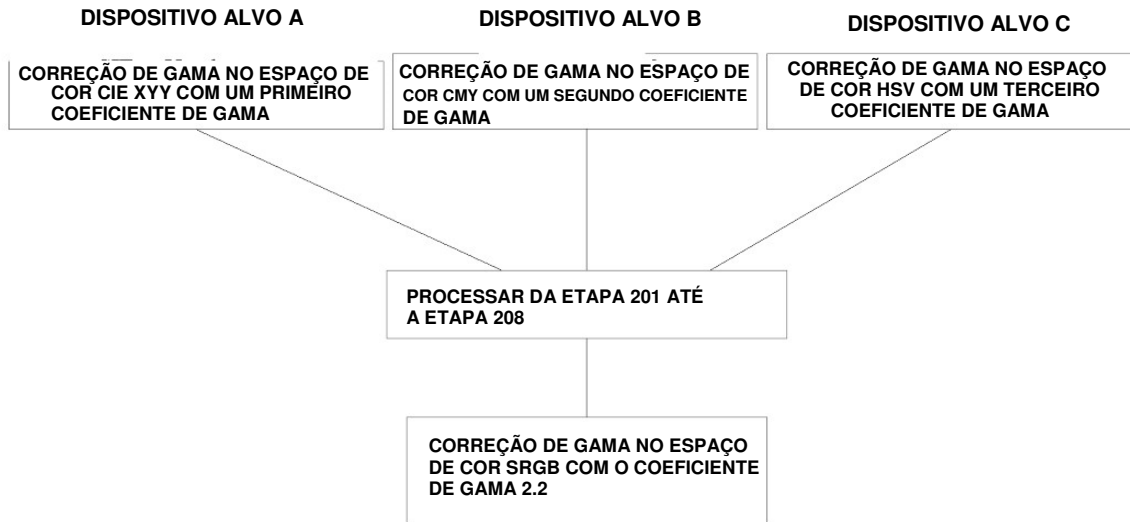 DISPOSITIVO ALVO A
DISPOSITIVO ALVO B
DISPOSITIVO ALVO C
CORREÇÃO DE GAMA NO ESPAÇO DE
COR CIE XYY COM UM PRIMEIRO
COEFICIENTE DE GAMA
CORREÇÃO DE GAMA NO ESPAÇO DE
COR CMY COM UM SEGUNDO COEFICIENTE
DE GAMA
CORREÇÃO DE GAMA NO ESPAÇO
DE COR HSV COM UM TERCEIRO
COEFICIENTE DE GAMA
PROCESSAR DA ETAPA 201 ATÉ
A ETAPA 208
CORREÇÃO DE GAMA NO ESPAÇO
DE COR SRGB COM O COEFICIENTE
DE GAMA 2.2